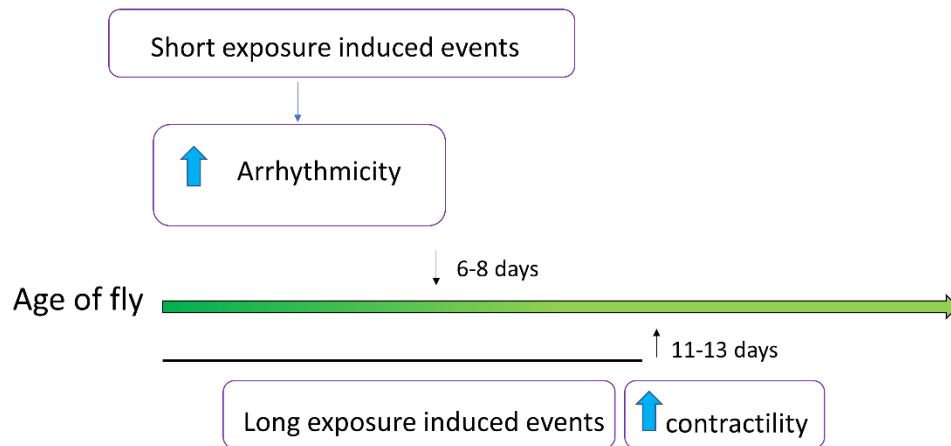 Short exposure induced events
Arrhythmicity
6-8 days
Age of fly
11-13 days
Long exposure induced events
contractility